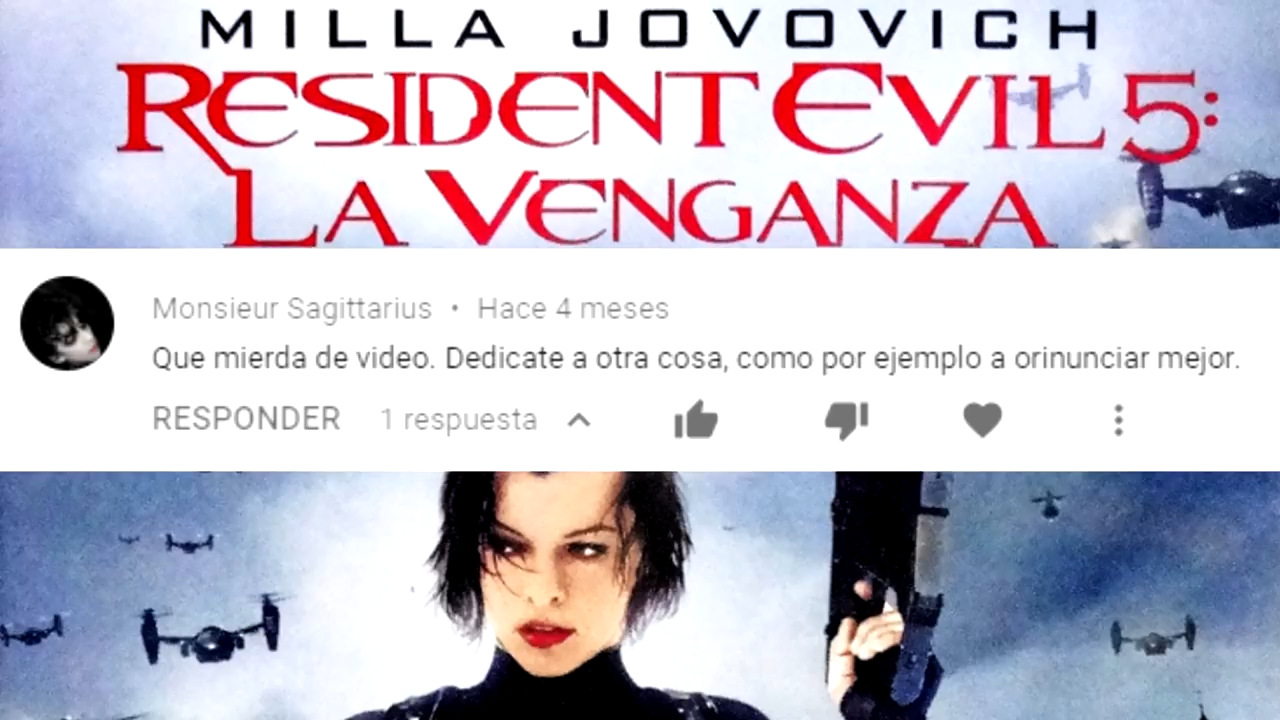 MILLA JOVOVICH
RESIDENT EVIL 5:
LA VENGANZA
Monsieur Sagittarius • Hace 4 meses
Que mierda de video. Dedicate a otra cosa, como por ejemplo a orinunciar mejor.
RESPONDER 1 respuesta